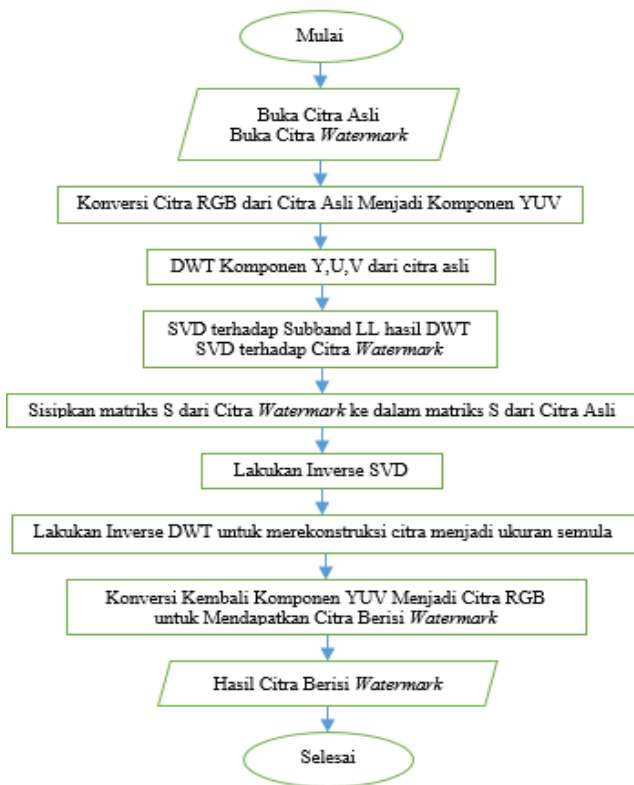 Mulai
Buka Citra Asli
Buka Citra Watermark
Konversi Citra RGB dari Citra Asli Menjadi Komponen YUV
DWT Komponen Y,U,V dari citra asli
SVD terhadap Subband LL hasil DWT
SVD terhadap Citra Watermark
Sisipkan matriks S dari Citra Watermark ke dalam matriks S dari Citra Asli
Lakukan Inverse SVD
Lakukan Inverse DWT untuk merekonstruksi citra menjadi ukuran semula
Konversi Kembali Komponen YUV Menjadi Citra RGB
untuk Mendapatkan Citra Berisi Watermark
Hasil Citra Berisi Watermark
Selesai